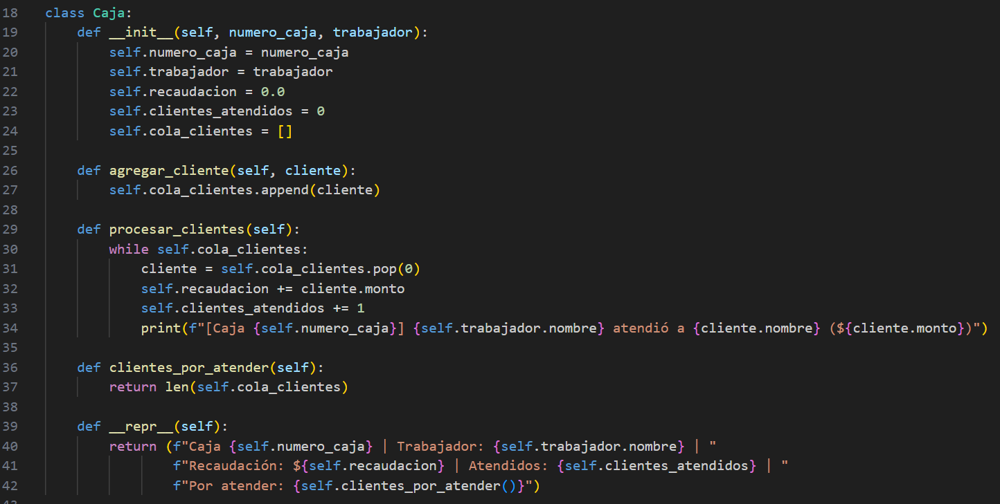 18 class Caja:
19     def __init__(self, numero_caja, trabajador):
20         self.numero_caja = numero_caja
21         self.trabajador = trabajador
22         self.recaudacion = 0.0
23         self.clientes_atendidos = 0
24         self.cola_clientes = []
25
26     def agregar_cliente(self, cliente):
27         self.cola_clientes.append(cliente)
28
29     def procesar_clientes(self):
30         while self.cola_clientes:
31             cliente = self.cola_clientes.pop(0)
32             self.recaudacion += cliente.monto
33             self.clientes_atendidos += 1
34             print(f"[Caja {self.numero_caja}] {self.trabajador.nombre} atendió a {cliente.nombre} (${cliente.monto})")
35
36     def clientes_por_atender(self):
37         return len(self.cola_clientes)
38
39     def __repr__(self):
40         return (f"Caja {self.numero_caja} | Trabajador: {self.trabajador.nombre} | "
41                 f"Recaudación: ${self.recaudacion} | Atendidos: {self.clientes_atendidos} | "
42                 f"Por atender: {self.clientes_por_atender()}")